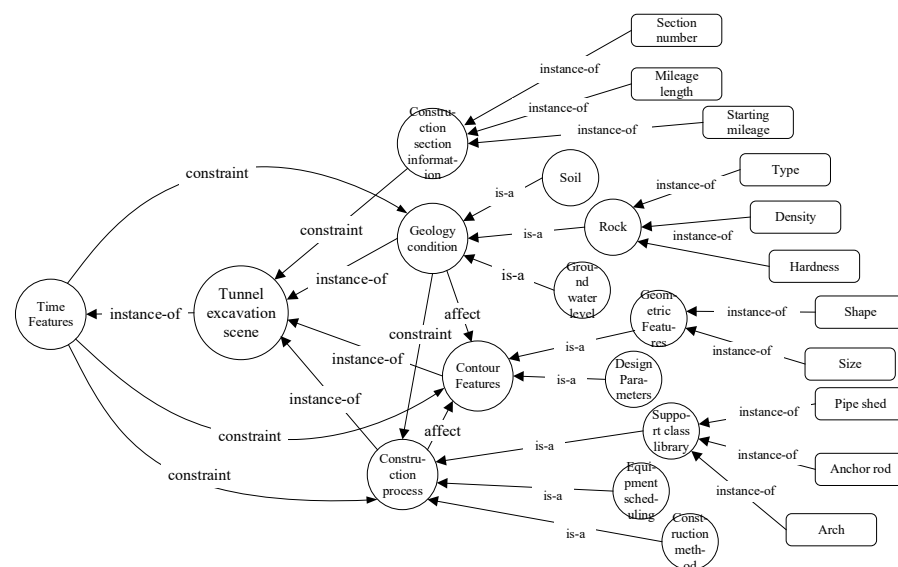 Section
number
instance-of
Mileage
length
instance-of
Starting
mileage
instance-of
Constru-
ction
section
informat-
ion
constraint
constraint
Soil
is-a
Type
instance-of
Density
instance-of
Hardness
Rock
is-a
Geology
condition
instance-of
is-a
Grou-
nd
water
level
Time
Features
instance-of
Tunnel
excavation
scene
affect
constraint
instance-of
instance-of
Contour
Features
is-a
Geom-
etric
Featu-
res
instance-of
Shape
instance-of
Size
is-a
Design
Para-
meters
Pipe shed
instance-of
Suppo-
rt class
library
instance-of
Anchor rod
instance-of
Arch
is-a
affect
constraint
constraint
Constru-
ction
process
is-a
Equi-
pment
sched-
uling
is-a
Const-
ruction
meth-
od